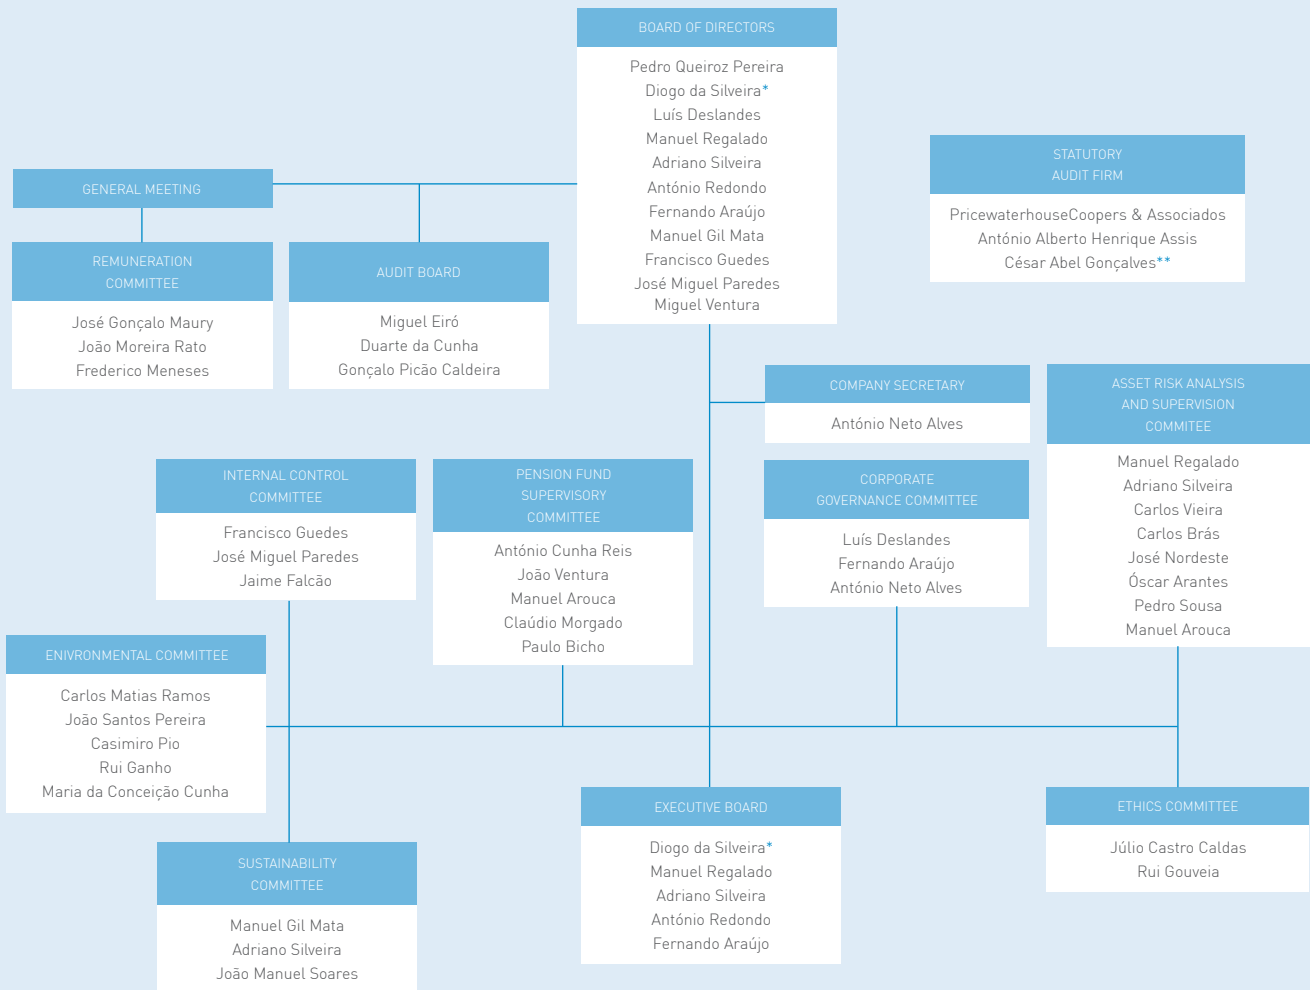 BOARD OF DIRECTORS
Pedro Queiroz Pereira
Diogo da Silveira*
Luís Deslandes
Manuel Regalado
Adriano Silveira
António Redondo
Fernando Araújo
Manuel Gil Mata
Francisco Guedes
José Miguel Paredes
Miguel Ventura
STATUTORY
AUDIT FIRM
PricewaterhouseCoopers & Associados
António Alberto Henrique Assis
César Abel Gonçalves**
GENERAL MEETING
REMUNERATION
COMMITTEE
José Gonçalo Maury
João Moreira Rato
Frederico Meneses
AUDIT BOARD
Miguel Eiró
Duarte da Cunha
Gonçalo Picão Caldeira
COMPANY SECRETARY
António Neto Alves
ASSET RISK ANALYSIS
AND SUPERVISION
COMMITEE
Manuel Regalado
Adriano Silveira
Carlos Vieira
Carlos Brás
José Nordeste
Óscar Arantes
Pedro Sousa
Manuel Arouca
INTERNAL CONTROL
COMMITTEE
Francisco Guedes
José Miguel Paredes
Jaime Falcão
PENSION FUND
SUPERVISORY
COMMITTEE
António Cunha Reis
João Ventura
Manuel Arouca
Claúdio Morgado
Paulo Bicho
CORPORATE
GOVERNANCE COMMITTEE
Luís Deslandes
Fernando Araújo
António Neto Alves
ENIVRONMENTAL COMMITTEE
Carlos Matias Ramos
João Santos Pereira
Casimiro Pio
Rui Ganho
Maria da Conceição Cunha
SUSTAINABILITY
COMMITTEE
Manuel Gil Mata
Adriano Silveira
João Manuel Soares
EXECUTIVE BOARD
Diogo da Silveira*
Manuel Regalado
Adriano Silveira
António Redondo
Fernando Araújo
ETHICS COMMITTEE
Júlio Castro Caldas
Rui Gouveia